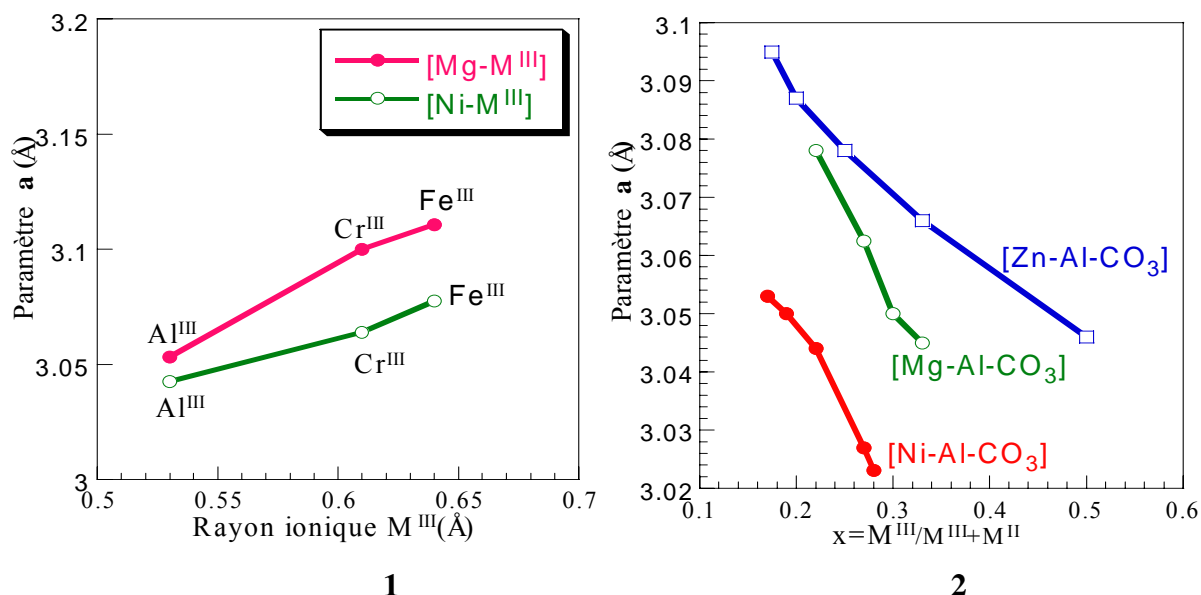 3.2
3.15
3.1
3.05
3
0.5
0.55
0.6
0.65
0.7
Paramètre a (Å)
Rayon ionique M^III(Å)
[Mg-M^III]
[Ni-M^III]
Al^III
Cr^III
Fe^III
Al^III
Cr^III
Fe^III
1
3.1
3.09
3.08
3.07
3.06
3.05
3.04
3.03
3.02
0.1
0.2
0.3
0.4
0.5
0.6
Paramètre a (Å)
x=M^III/M^III+M^II
[Zn-Al-CO₃]
[Mg-Al-CO₃]
[Ni-Al-CO₃]
2